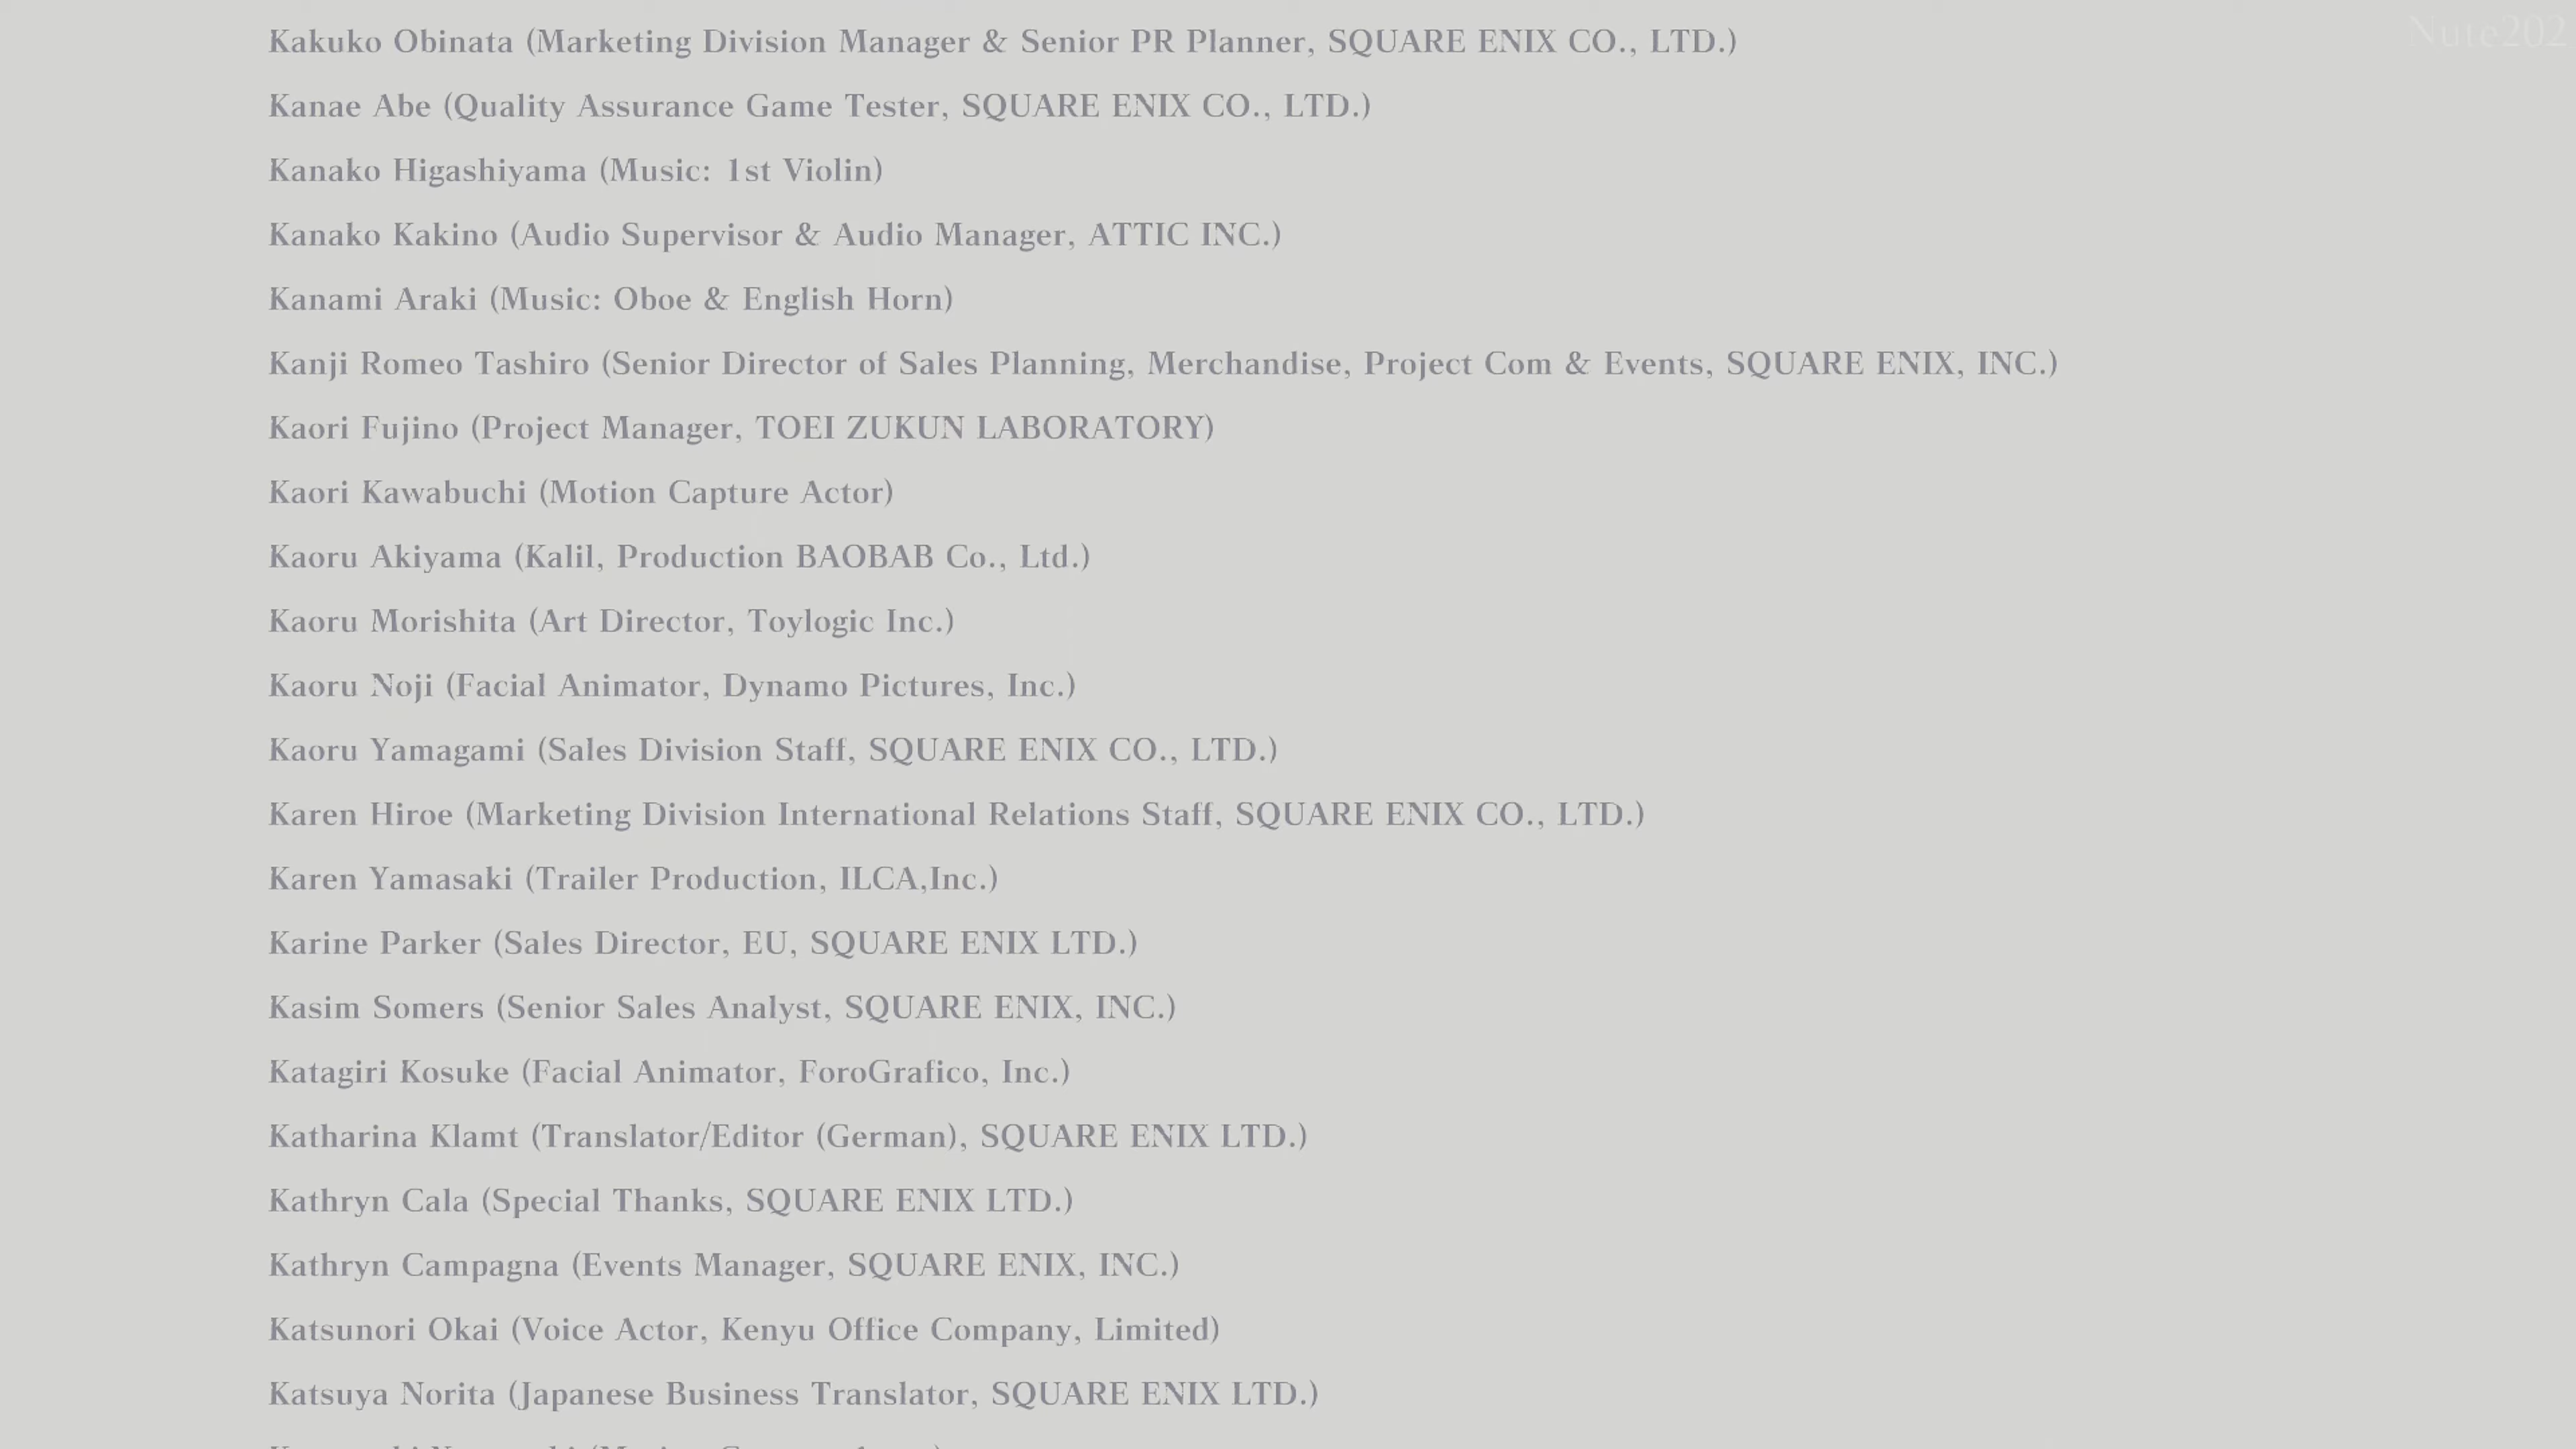 Nute202
Kakuko Obinata (Marketing Division Manager & Senior PR Planner, SQUARE ENIX CO., LTD.)
Kanae Abe (Quality Assurance Game Tester, SQUARE ENIX CO., LTD.)
Kanako Higashiyama (Music: 1st Violin)
Kanako Kakino (Audio Supervisor & Audio Manager, ATTIC INC.)
Kanami Araki (Music: Oboe & English Horn)
Kanji Romeo Tashiro (Senior Director of Sales Planning, Merchandise, Project Com & Events, SQUARE ENIX, INC.)
Kaori Fujino (Project Manager, TOEI ZUKUN LABORATORY)
Kaori Kawabuchi (Motion Capture Actor)
Kaoru Akiyama (Kalil, Production BAOBAB Co., Ltd.)
Kaoru Morishita (Art Director, Toylogic Inc.)
Kaoru Noji (Facial Animator, Dynamo Pictures, Inc.)
Kaoru Yamagami (Sales Division Staff, SQUARE ENIX CO., LTD.)
Karen Hiroe (Marketing Division International Relations Staff, SQUARE ENIX CO., LTD.)
Karen Yamasaki (Trailer Production, ILCA,Inc.)
Karine Parker (Sales Director, EU, SQUARE ENIX LTD.)
Kasim Somers (Senior Sales Analyst, SQUARE ENIX, INC.)
Katagiri Kosuke (Facial Animator, ForoGrafico, Inc.)
Katharina Klamt (Translator/Editor (German), SQUARE ENIX LTD.)
Kathryn Cala (Special Thanks, SQUARE ENIX LTD.)
Kathryn Campagna (Events Manager, SQUARE ENIX, INC.)
Katsunori Okai (Voice Actor, Kenyu Office Company, Limited)
Katsuya Norita (Japanese Business Translator, SQUARE ENIX LTD.)